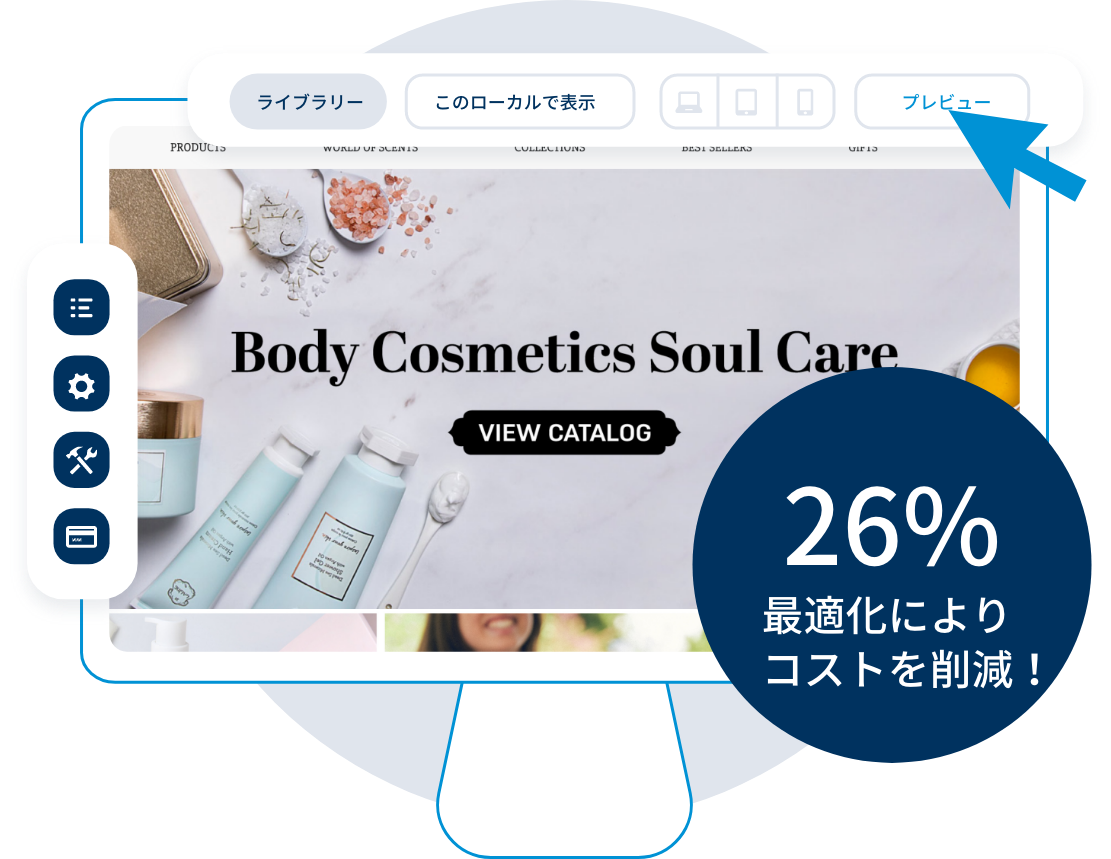 ライブラリー
このローカルで表示
プレビュー
PRODUCTS
WORLD OF SCENTS
COLLECTIONS
BEST SELLERS
GIFTS
Body Cosmetics Soul Care
VIEW CATALOG
26%
最適化により
コストを削減！